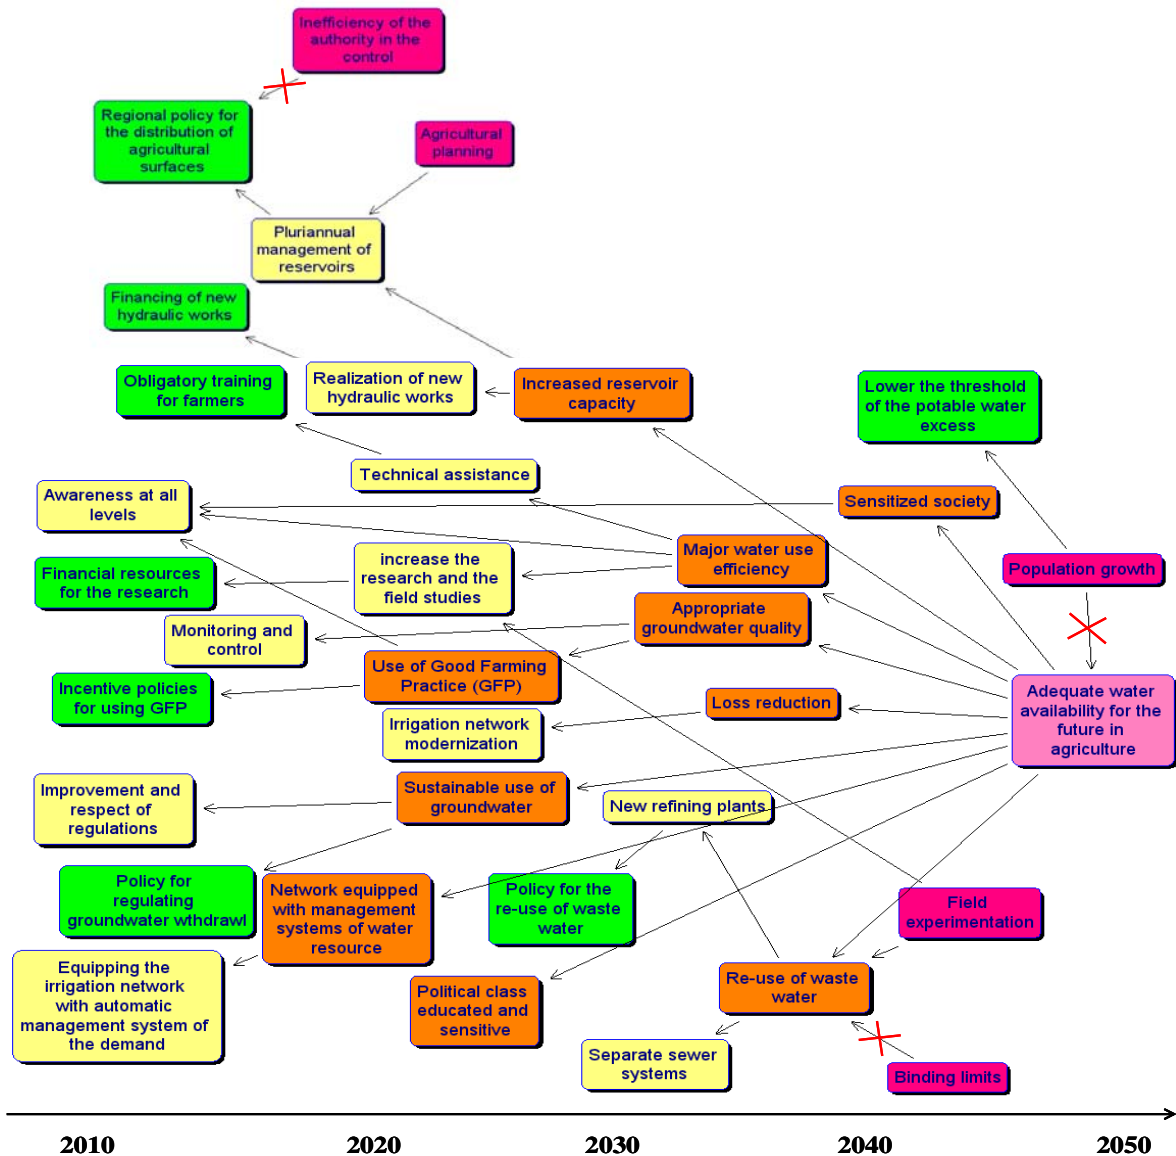 Inefficiency of the
authority in the
control
Regional policy for
the distribution of
agricultural
surfaces
Agricultural
planning
Pluriannual
management of
reservoirs
Financing of new
hydraulic works
Obligatory training
for farmers
Realization of new
hydraulic works
Increased reservoir
capacity
Lower the threshold
of the potable water
excess
Technical assistance
Awareness at all
levels
Sensitized society
Major water use
efficiency
increase the
research and the
field studies
Population growth
Financial resources
for the research
Appropriate
groundwater quality
Monitoring and
control
Use of Good Farming
Practice (GFP)
Incentive policies
for using GFP
Adequate water
availability for the
future in
agriculture
Loss reduction
Irrigation network
modernization
Improvement and
respect of
regulations
Sustainable use of
groundwater
New refining plants
Policy for
regulating
groundwater wthdrawl
Network equipped
with management
systems of water
resource
Policy for the
re-use of waste
water
Field
experimentation
Equipping the
irrigation network
with automatic
management system of
the demand
Political class
educated and
sensitive
Re-use of waste
water
Separate sewer
systems
Binding limits
2010 2020 2030 2040 2050